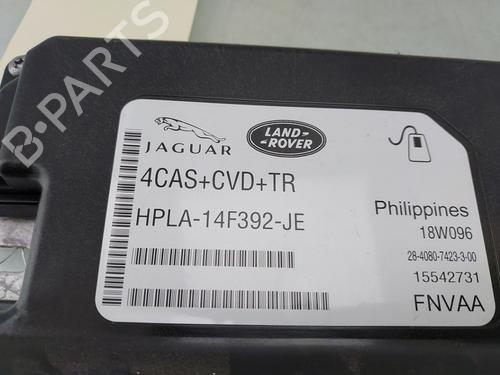 B-PARTS
JAGUAR
LAND-
ROVER
4CAS+CVD+TR
HPLA-14F392-JE
Philippines
18W096
28-4080-7423-3-00
15542731
FNVAA